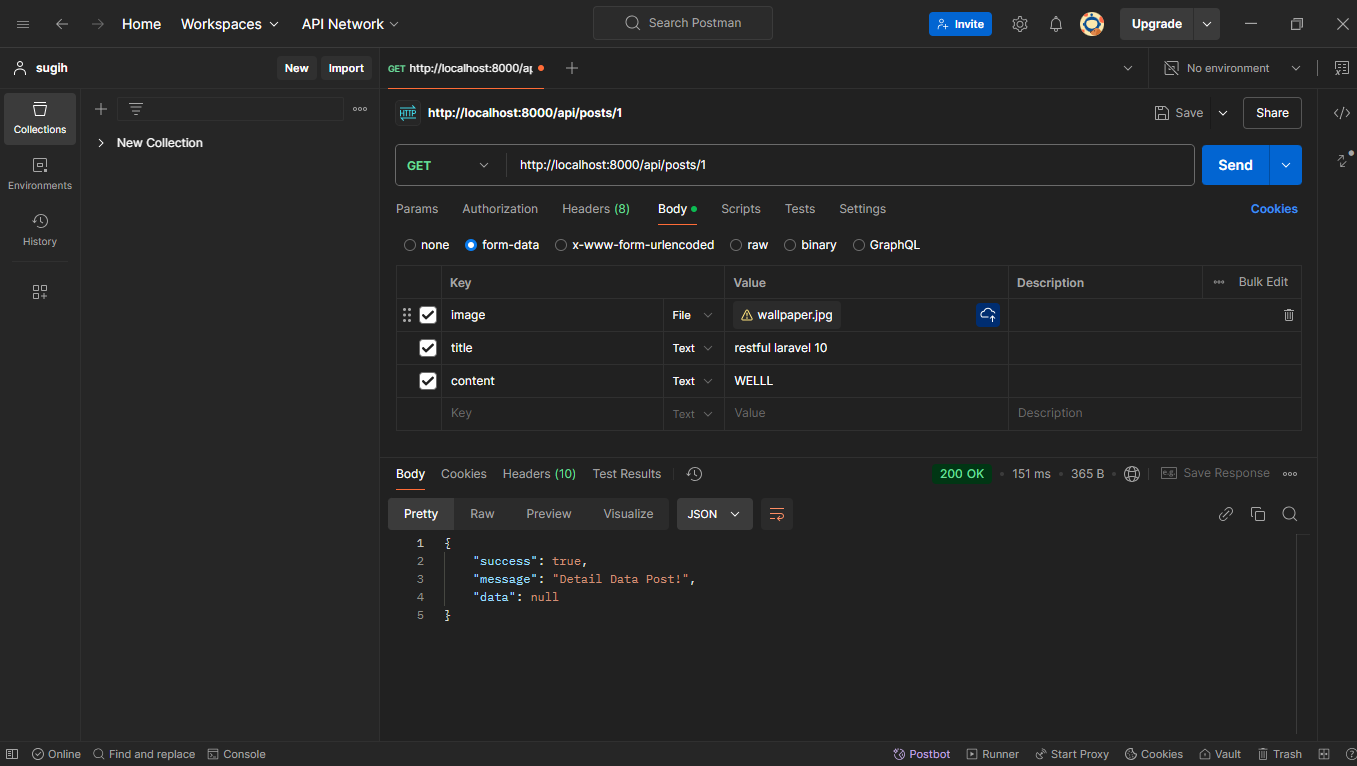 Home Workspaces API Network Search Postman Invite Upgrade
sugih New Import GET http://localhost:8000/a No environment
Collections
Environments
History
New Collection
HTTP http://localhost:8000/api/posts/1 Save Share
GET http://localhost:8000/api/posts/1 Send
Params Authorization Headers (8) Body Scripts Tests Settings Cookies
none form-data x-www-form-urlencoded raw binary GraphQL
Key Value Description Bulk Edit
image File wallpaper.jpg
title Text restful laravel 10
content Text WELLL
Key Text Value Description
Body Cookies Headers (10) Test Results 200 OK 151 ms 365 B e.g. Save Response
Pretty Raw Preview Visualize JSON
1 {
2 "success": true,
3 "message": "Detail Data Post!",
4 "data": null
5 }
Online Find and replace Console Postbot Runner Start Proxy Cookies Vault Trash